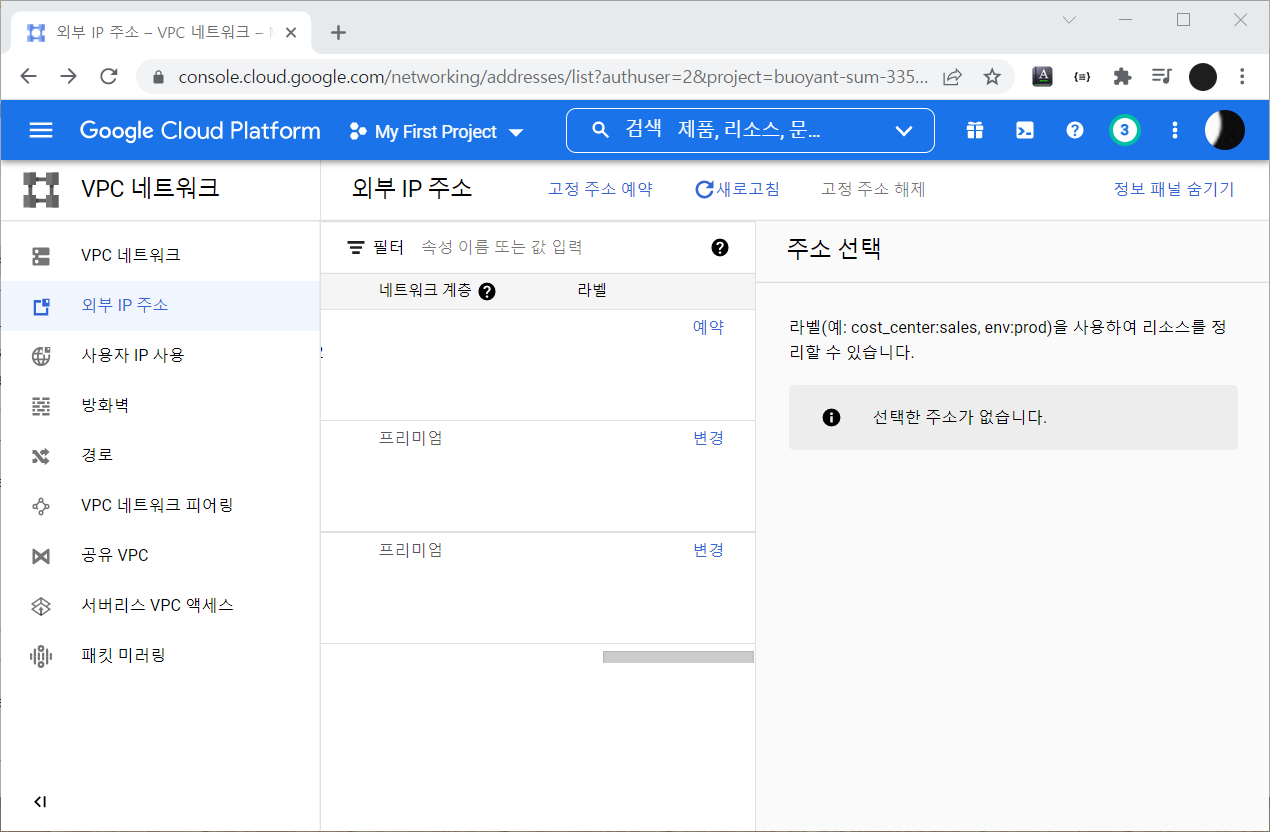 외부 IP 주소 – VPC 네트워크 –
console.cloud.google.com/networking/addresses/list?authuser=2&project=buoyant-sum-335...
Google Cloud Platform
My First Project
검색 제품, 리소스, 문...
3
VPC 네트워크
외부 IP 주소
고정 주소 예약
새로고침
고정 주소 해제
정보 패널 숨기기
VPC 네트워크
외부 IP 주소
사용자 IP 사용
방화벽
경로
VPC 네트워크 피어링
공유 VPC
서버리스 VPC 액세스
패킷 미러링
필터 속성 이름 또는 값 입력
네트워크 계층
라벨
예약
프리미엄
변경
프리미엄
변경
주소 선택
라벨(예: cost_center:sales, env:prod)을 사용하여 리소스를 정
리할 수 있습니다.
선택한 주소가 없습니다.